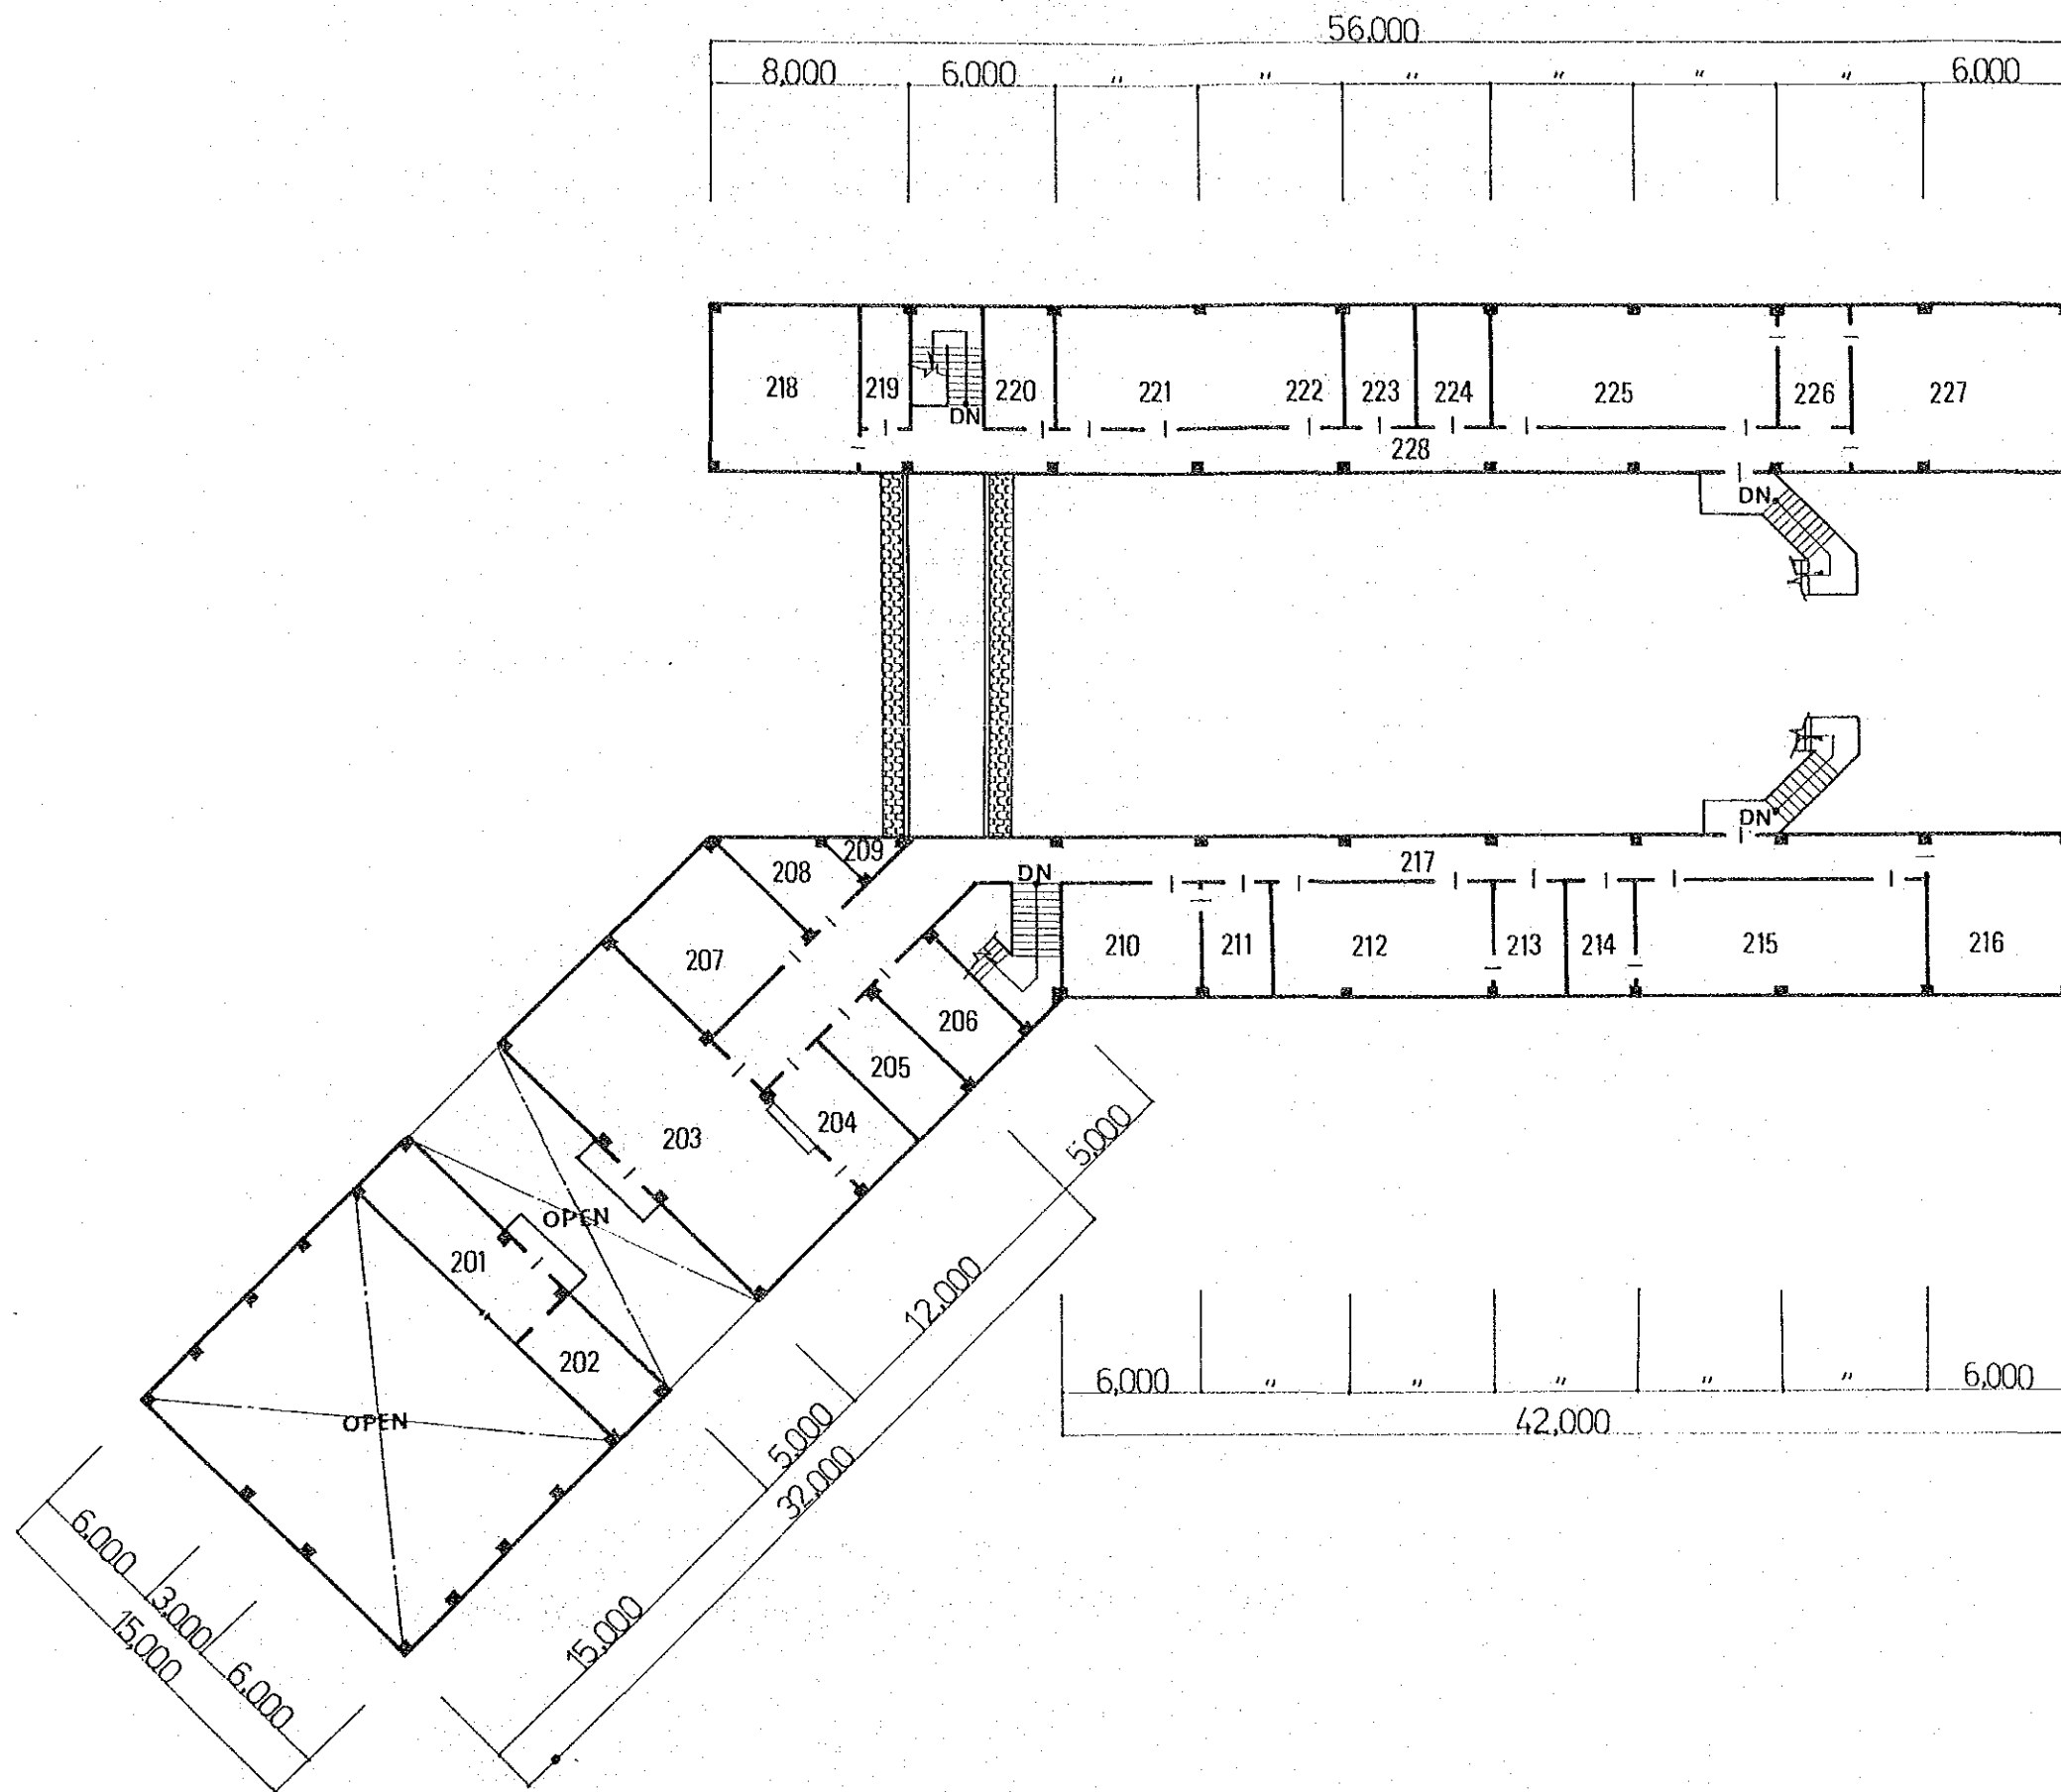 56,000
8,000 6,000 〃 〃 〃 〃 〃 〃 6,000
218 219 220 221 222 223 224 225 226 227
DN
228
DN
DN
209
217
208
DN
207
210 211 212 213 214 215 216
206
205
204
203
5,000
OPEN
201
12,000
202
6,000 〃 〃 〃 〃 〃 6,000
42,000
OPEN
5,000
32,000
6,000
3,000
15,000
6,000
15,000